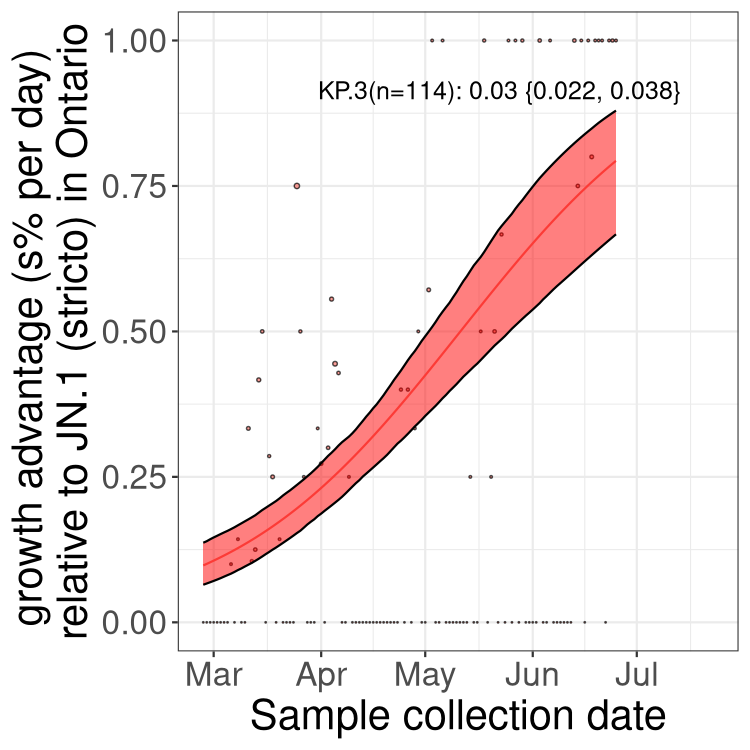 growth advantage (s% per day)
relative to JN.1 (stricto) in Ontario
1.00
0.75
0.50
0.25
0.00
KP.3(n=114): 0.03 {0.022, 0.038}
Mar Apr May Jun Jul
Sample collection date